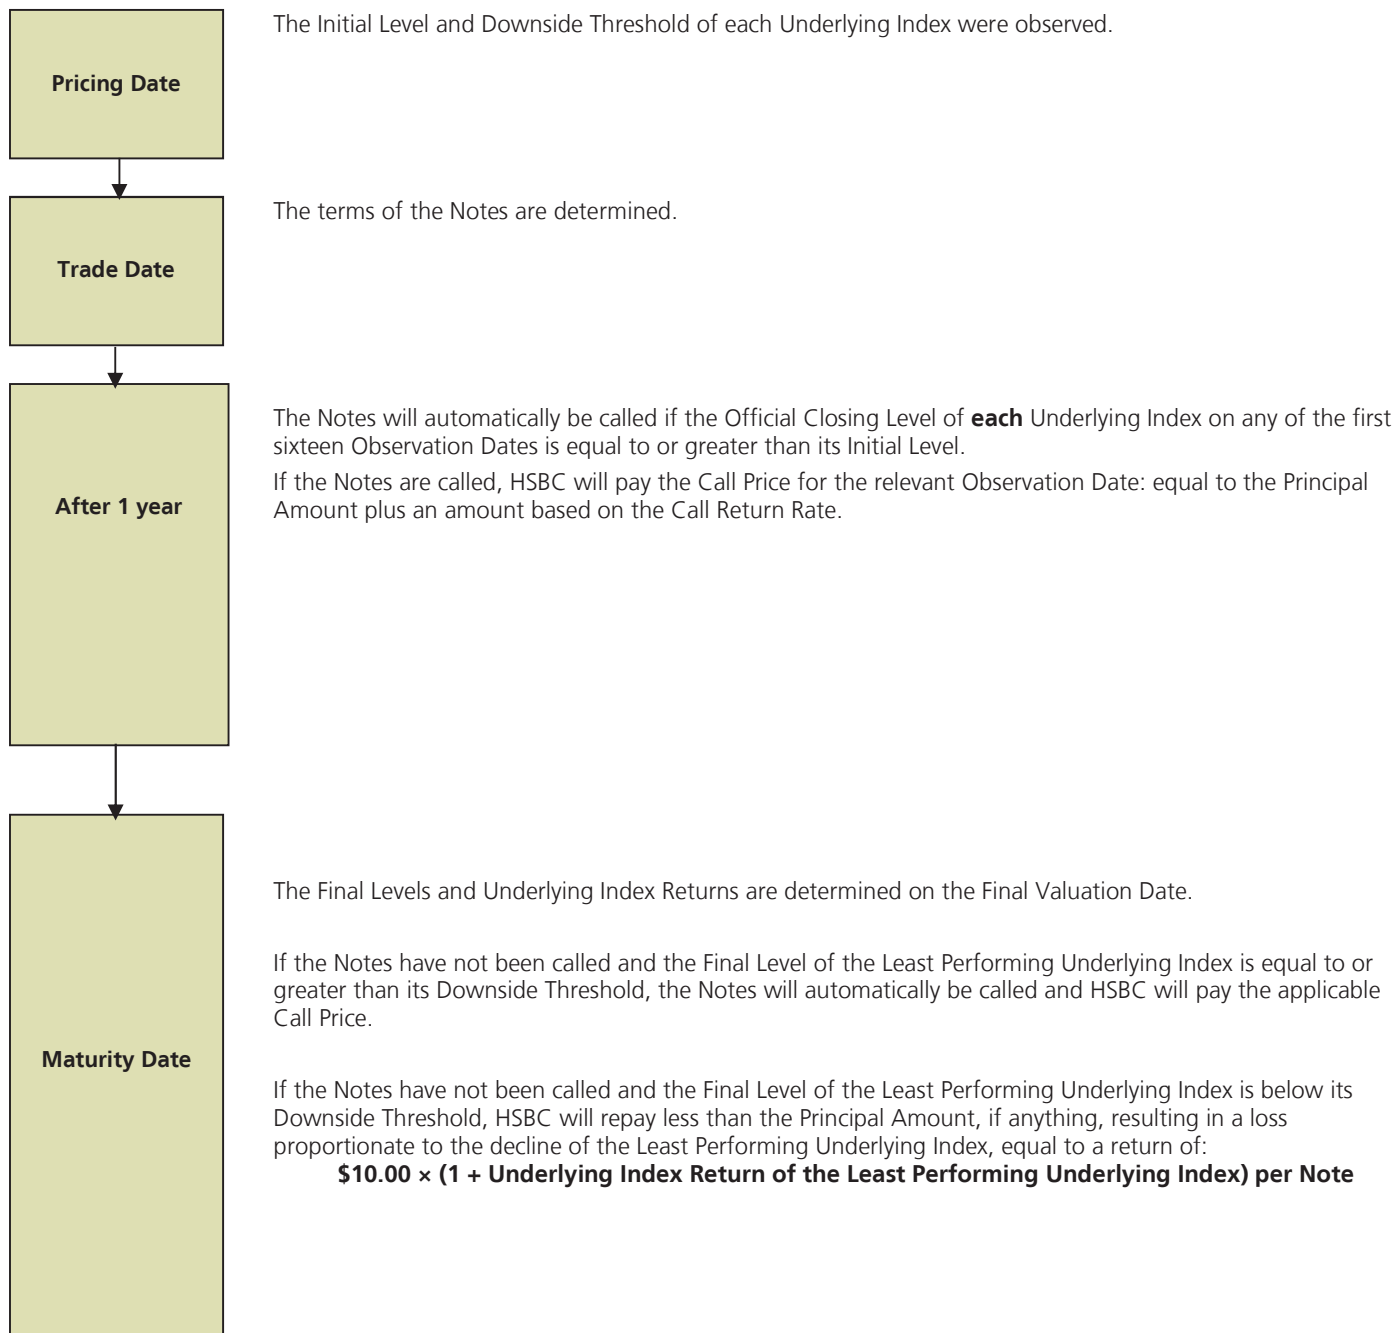 The Initial Level and Downside Threshold of each Underlying Index were observed.
Pricing Date
The terms of the Notes are determined.
Trade Date
The Notes will automatically be called if the Official Closing Level of each Underlying Index on any of the first
sixteen Observation Dates is equal to or greater than its Initial Level.
If the Notes are called, HSBC will pay the Call Price for the relevant Observation Date: equal to the Principal
Amount plus an amount based on the Call Return Rate.
After 1 year
The Final Levels and Underlying Index Returns are determined on the Final Valuation Date.
If the Notes have not been called and the Final Level of the Least Performing Underlying Index is equal to or
greater than its Downside Threshold, the Notes will automatically be called and HSBC will pay the applicable
Call Price.
Maturity Date
If the Notes have not been called and the Final Level of the Least Performing Underlying Index is below its
Downside Threshold, HSBC will repay less than the Principal Amount, if anything, resulting in a loss
proportionate to the decline of the Least Performing Underlying Index, equal to a return of:
$10.00 × (1 + Underlying Index Return of the Least Performing Underlying Index) per Note